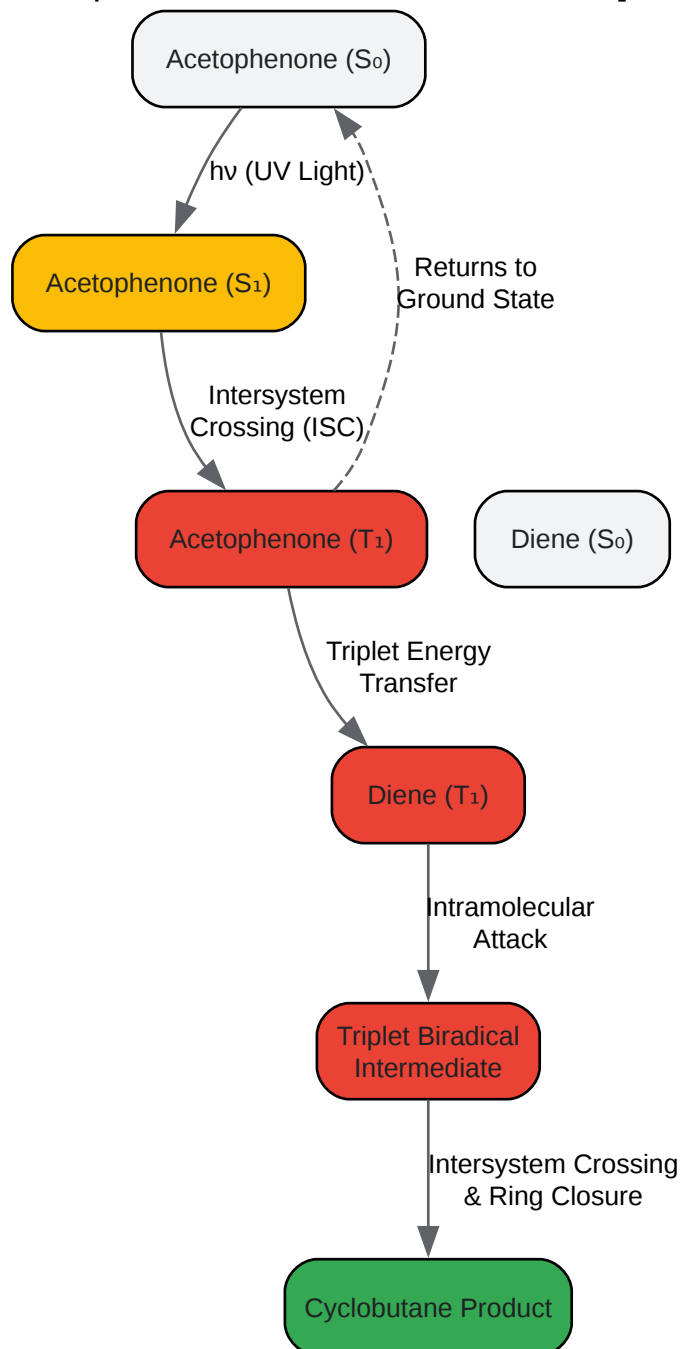 Acetophenone (S₀)
hν (UV Light)
Acetophenone (S₁)
Returns to
Ground State
Intersystem
Crossing (ISC)
Acetophenone (T₁)
Diene (S₀)
Triplet Energy
Transfer
Diene (T₁)
Intramolecular
Attack
Triplet Biradical
Intermediate
Intersystem Crossing
& Ring Closure
Cyclobutane Product